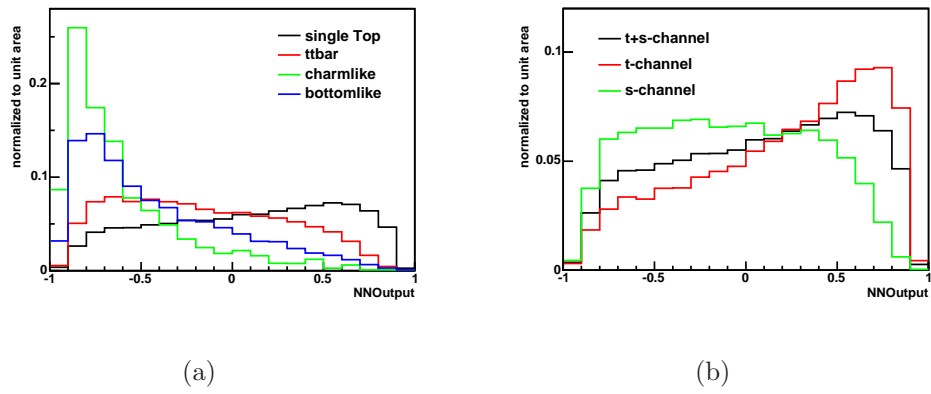 normalized to unit area
0.2
0.1
0
-1
-0.5
0
0.5
1
NNOutput
single Top
ttbar
charmlike
bottomlike
(a)
normalized to unit area
0.1
0.05
0
-1
-0.5
0
0.5
1
NNOutput
t+s-channel
t-channel
s-channel
(b)